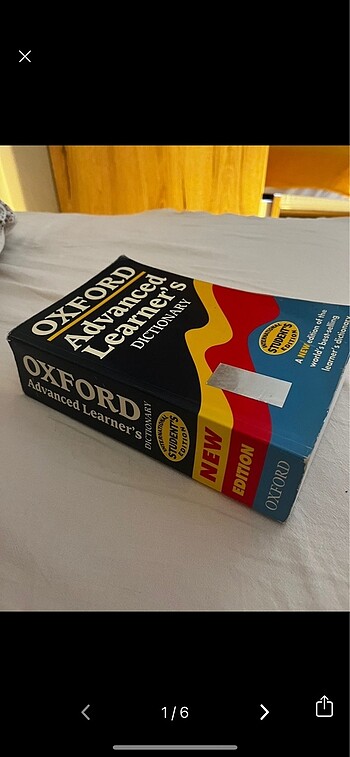 OXFORD
Advanced
Learner's
DICTIONARY
INTERNATIONAL
STUDENT'S
EDITION
A NEW edition of the
world's best-selling
learner's dictionary
OXFORD
Advanced Learner's
DICTIONARY
INTERNATIONAL
STUDENT'S
EDITION
NEW
EDITION
OXFORD
1/6